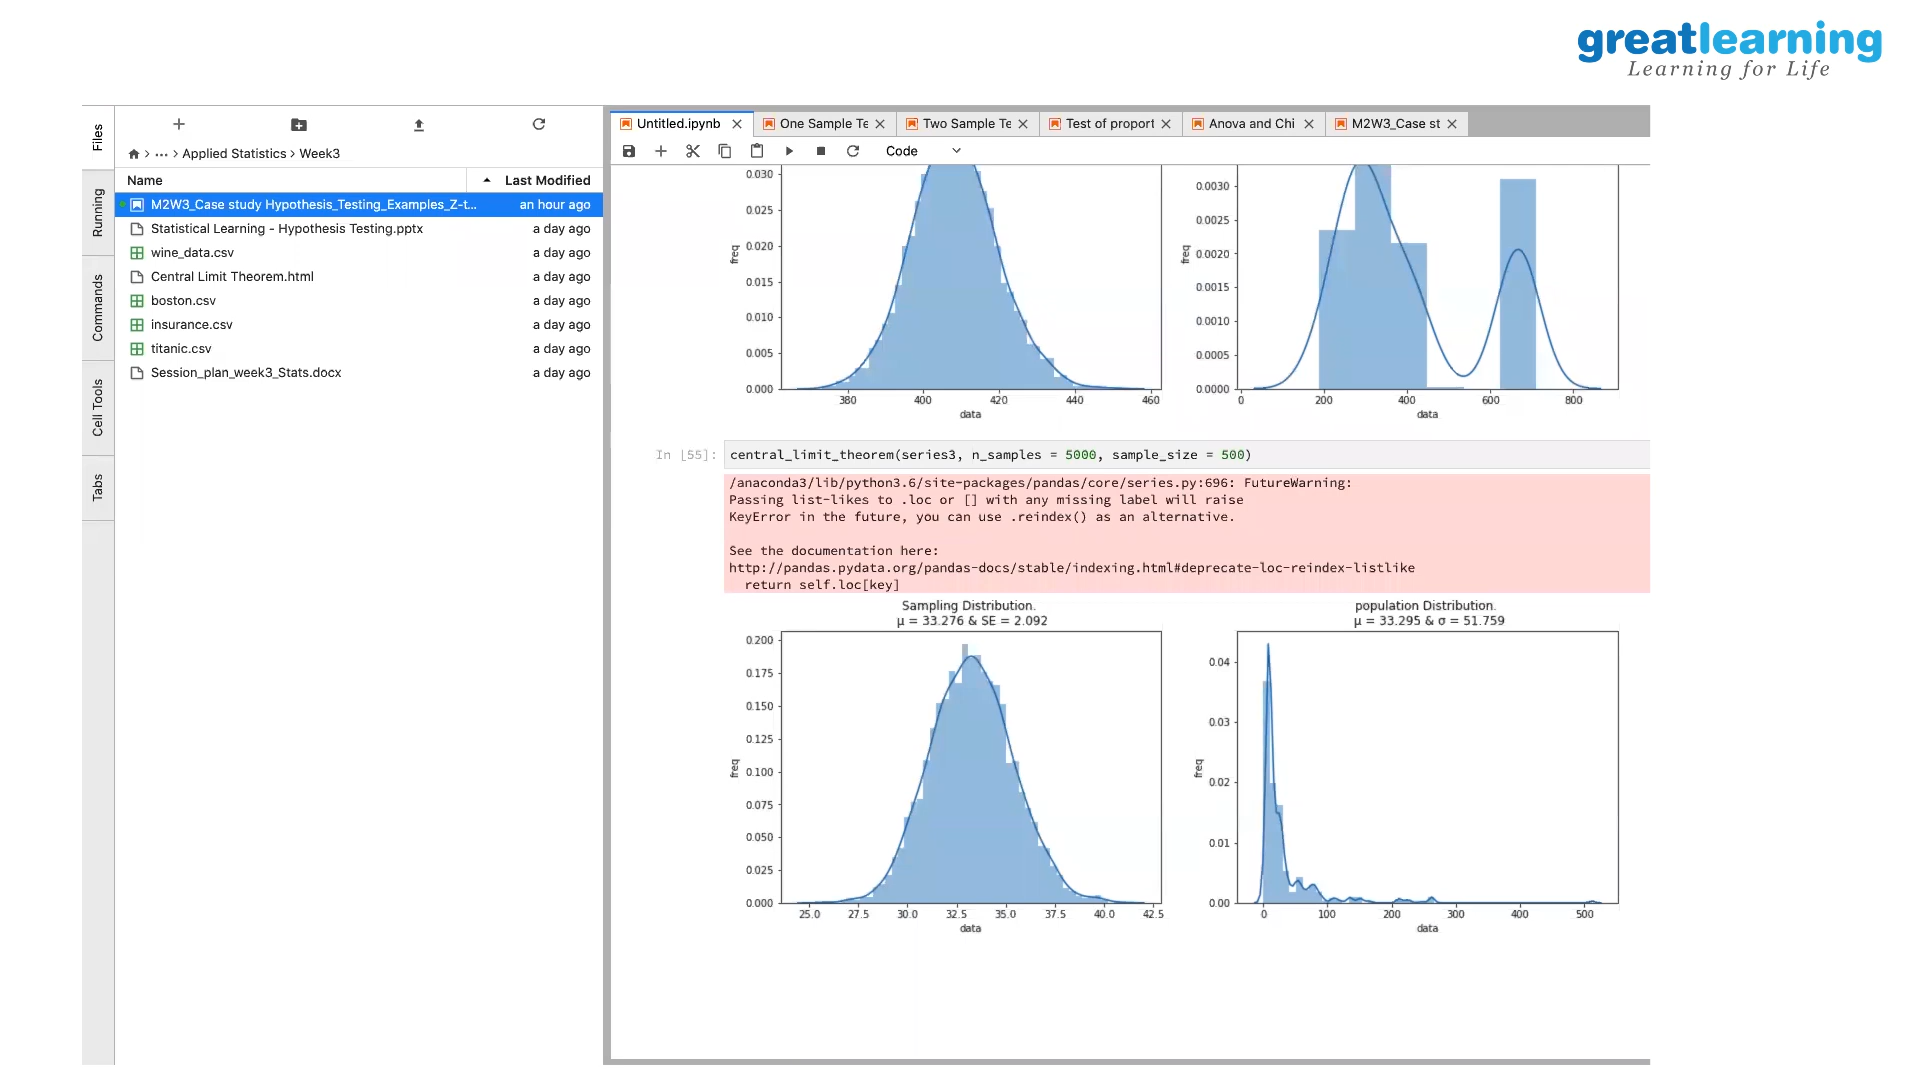 greatlearning
Learning for Life
Files
Running
Commands
Cell Tools
Tabs
··· > Applied Statistics > Week3
Name Last Modified
M2W3_Case study Hypothesis_Testing_Examples_Z-t... an hour ago
Statistical Learning - Hypothesis Testing.pptx a day ago
wine_data.csv a day ago
Central Limit Theorem.html a day ago
boston.csv a day ago
insurance.csv a day ago
titanic.csv a day ago
Session_plan_week3_Stats.docx a day ago
Untitled.ipynb One Sample Te Two Sample Te Test of proport Anova and Chi M2W3_Case st
Code
0.030
0.025
0.020
0.015
0.010
0.005
0.000
freq
380 400 420 440 460
data
0.0030
0.0025
0.0020
0.0015
0.0010
0.0005
0.0000
freq
0 200 400 600 800
data
In [55]: central_limit_theorem(series3, n_samples = 5000, sample_size = 500)
/anaconda3/lib/python3.6/site-packages/pandas/core/series.py:696: FutureWarning:
Passing list-likes to .loc or [] with any missing label will raise
KeyError in the future, you can use .reindex() as an alternative.
See the documentation here:
http://pandas.pydata.org/pandas-docs/stable/indexing.html#deprecate-loc-reindex-listlike
return self.loc[key]
Sampling Distribution.
μ = 33.276 & SE = 2.092
0.200
0.175
0.150
0.125
0.100
0.075
0.050
0.025
0.000
freq
25.0 27.5 30.0 32.5 35.0 37.5 40.0 42.5
data
population Distribution.
μ = 33.295 & σ = 51.759
0.04
0.03
0.02
0.01
0.00
freq
0 100 200 300 400 500
data